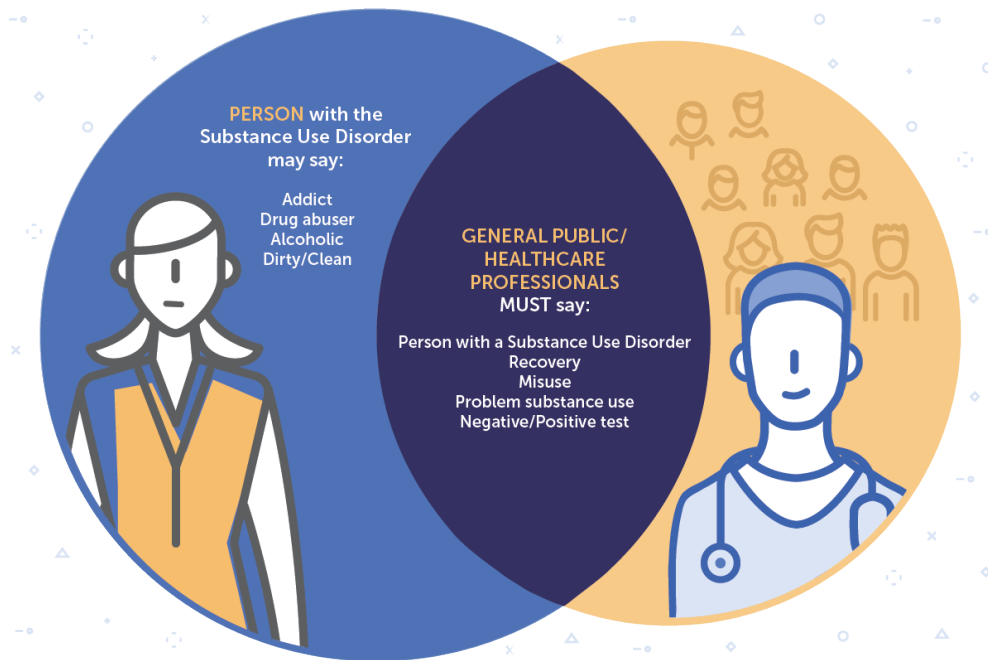 PERSON with the
Substance Use Disorder
may say:
Addict
Drug abuser
Alcoholic
Dirty/Clean
GENERAL PUBLIC/
HEALTHCARE
PROFESSIONALS
MUST say:
Person with a Substance Use Disorder
Recovery
Misuse
Problem substance use
Negative/Positive test